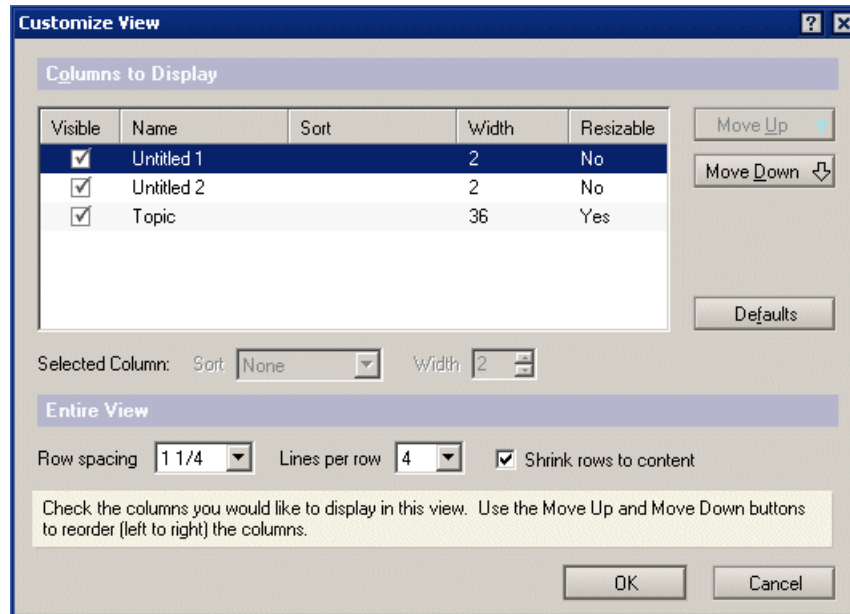 Customize View
Columns to Display
Visible Name Sort Width Resizable
Untitled 1 2 No
Untitled 2 2 No
Topic 36 Yes
Move Up
Move Down
Defaults
Selected Column: Sort None Width 2
Entire View
Row spacing 1 1/4 Lines per row 4 Shrink rows to content
Check the columns you would like to display in this view. Use the Move Up and Move Down buttons
to reorder (left to right) the columns.
OK Cancel